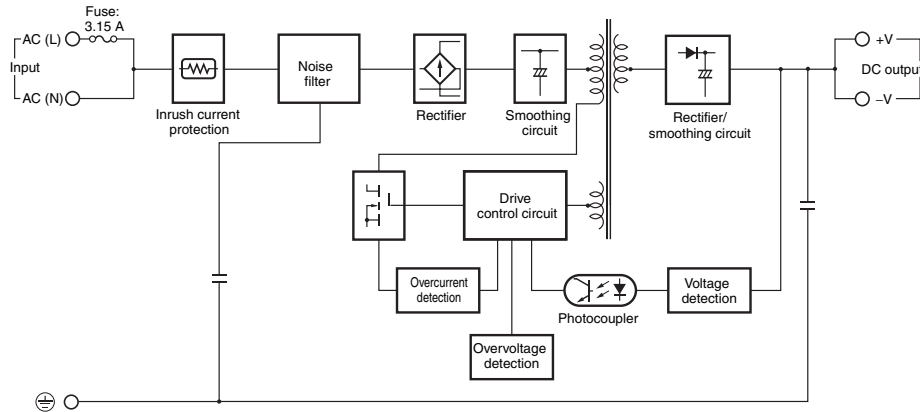 Fuse:
3.15 A
AC (L)
Input
AC (N)
Inrush current
protection
Noise
filter
Rectifier
Smoothing
circuit
Rectifier/
smoothing circuit
+V
DC output
–V
Drive
control circuit
Overcurrent
detection
Overvoltage
detection
Photocoupler
Voltage
detection